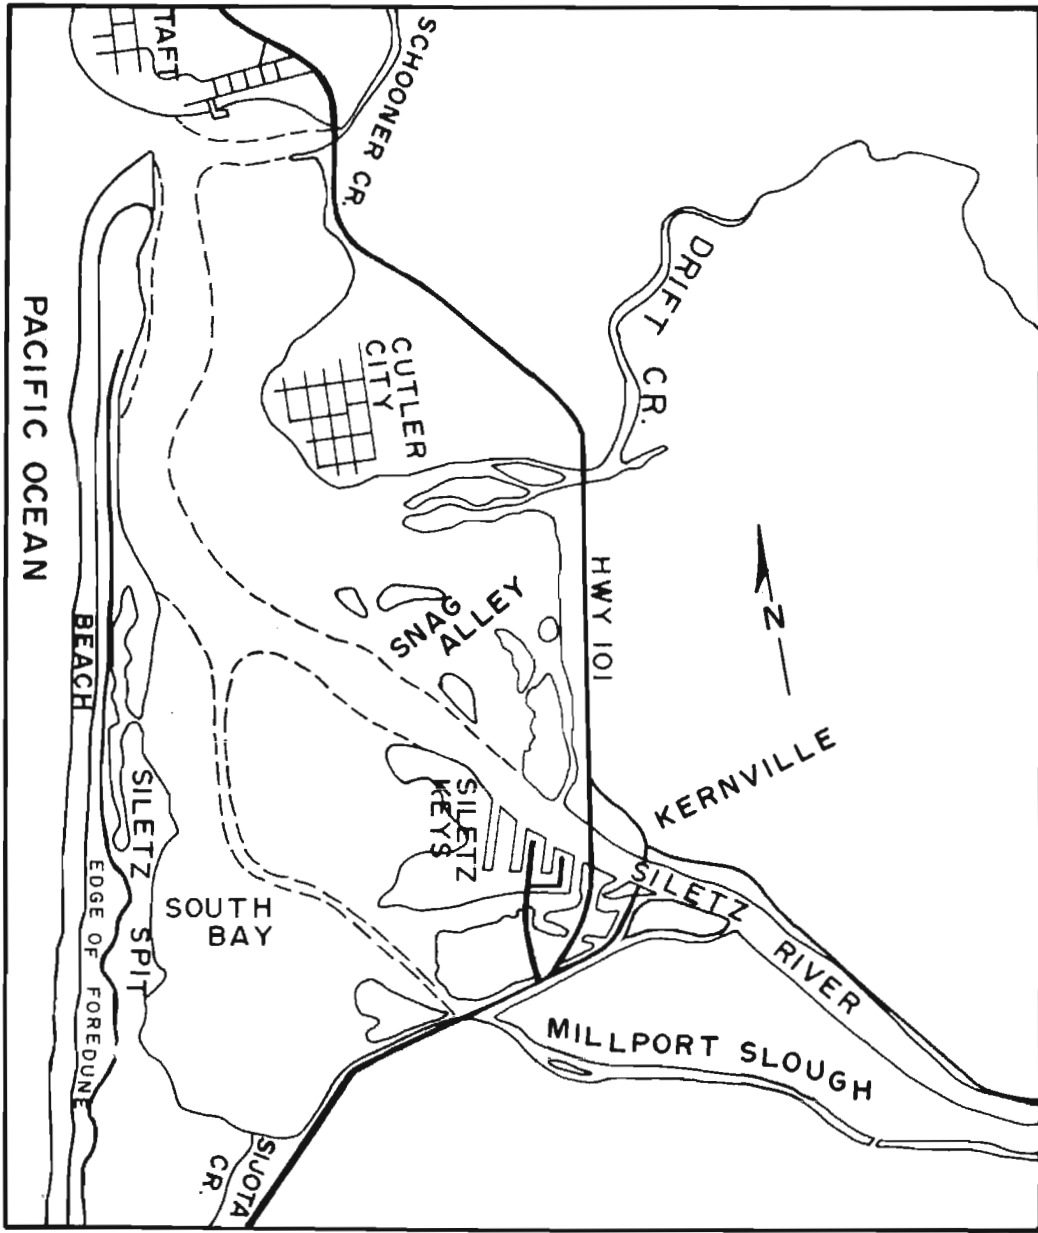 TAFT
SCHOONER CR.
DRIFT CR.
PACIFIC OCEAN
CUTLER
CITY
HWY 101
SNAG
ALLEY
N
BEACH
KERNVILLE
SILETZ
KEYS
SILETZ RIVER
SILETZ SPIT
SOUTH
BAY
EDGE OF FOREDUNE
MILLPORT SLOUGH
SIJOTA
CR.